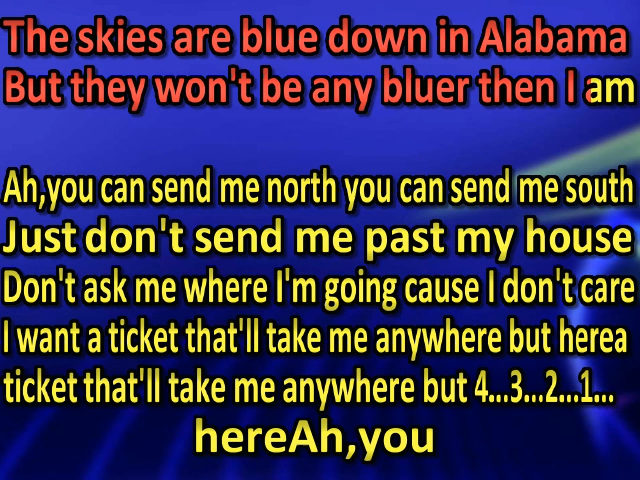 The skies are blue down in Alabama
But they won't be any bluer then I am
Ah,you can send me north you can send me south
Just don't send me past my house
Don't ask me where I'm going cause I don't care
I want a ticket that'll take me anywhere but herea
ticket that'll take me anywhere but 4...3...2...1...
hereAh,you